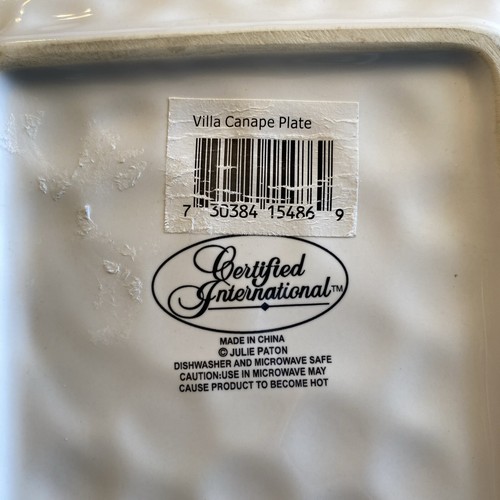 Villa Canape Plate
7 30384 15486 9
Certified
International™
MADE IN CHINA
© JULIE PATON
DISHWASHER AND MICROWAVE SAFE
CAUTION:USE IN MICROWAVE MAY
CAUSE PRODUCT TO BECOME HOT